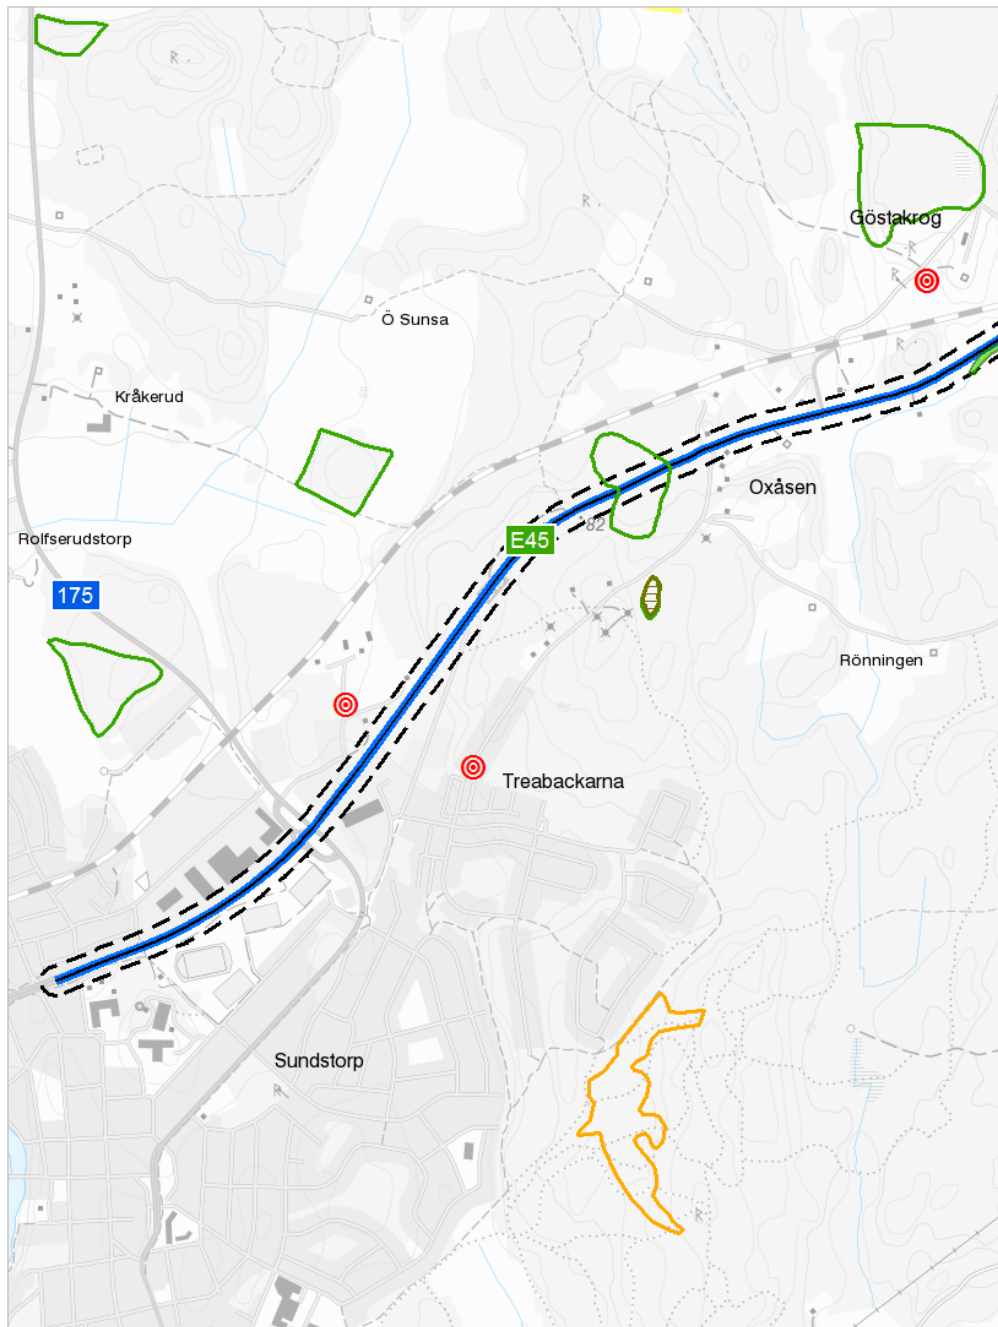 R
R
Göstakrog
R
R
Ö Sunsa
R
Kråkerud
Oxåsen
82
Rolfserudstorp
E45
175
Rönningen
Treabackarna
Sundstorp
R
R